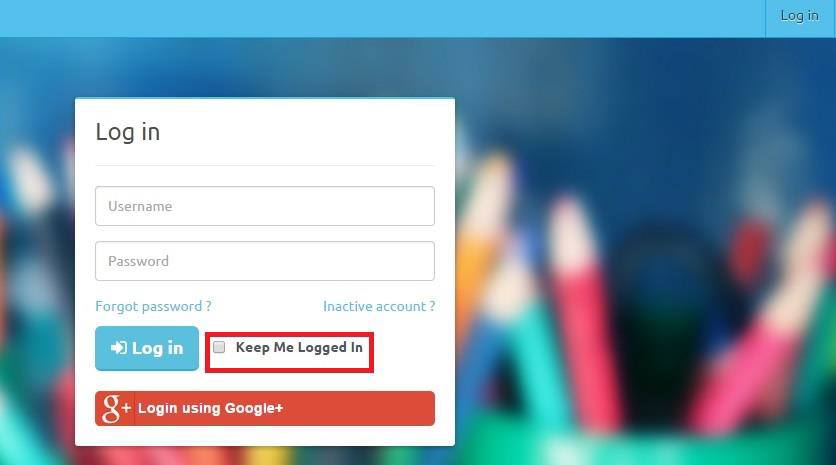 Log in
Log in
Username
Password
Forgot password ? Inactive account ?
Log in Keep Me Logged In
g+ Login using Google+